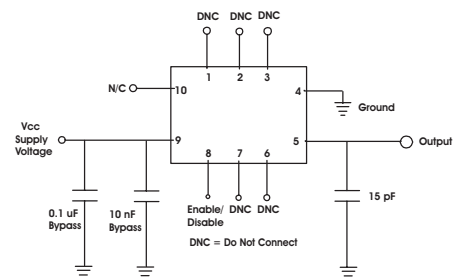 DNC DNC DNC
1 2 3
N/C 10 4
Ground
Vcc
Supply
Voltage
9 5 Output
8 7 6
0.1 uF
Bypass
10 nF
Bypass
Enable/
Disable
DNC DNC
15 pF
DNC = Do Not Connect